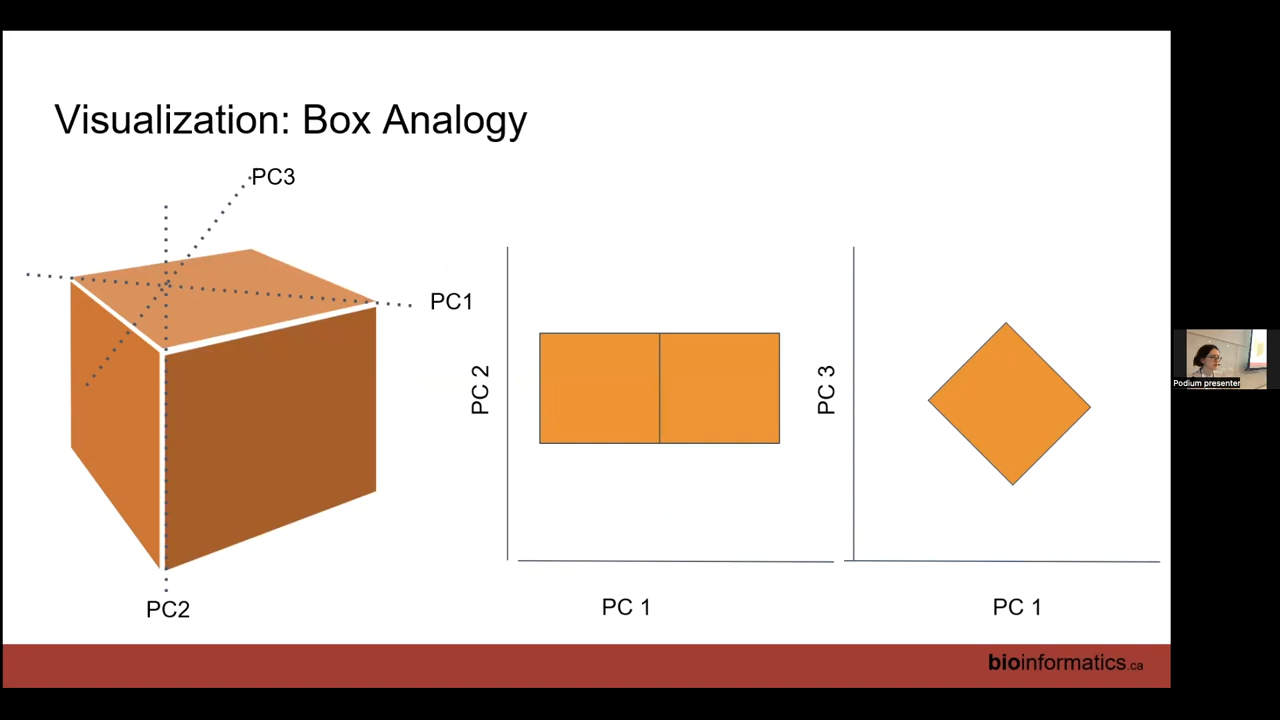 Visualization: Box Analogy
PC3
PC1
PC2
PC 2
PC 1
PC 3
PC 1
Podium presenter
bioinformatics.ca